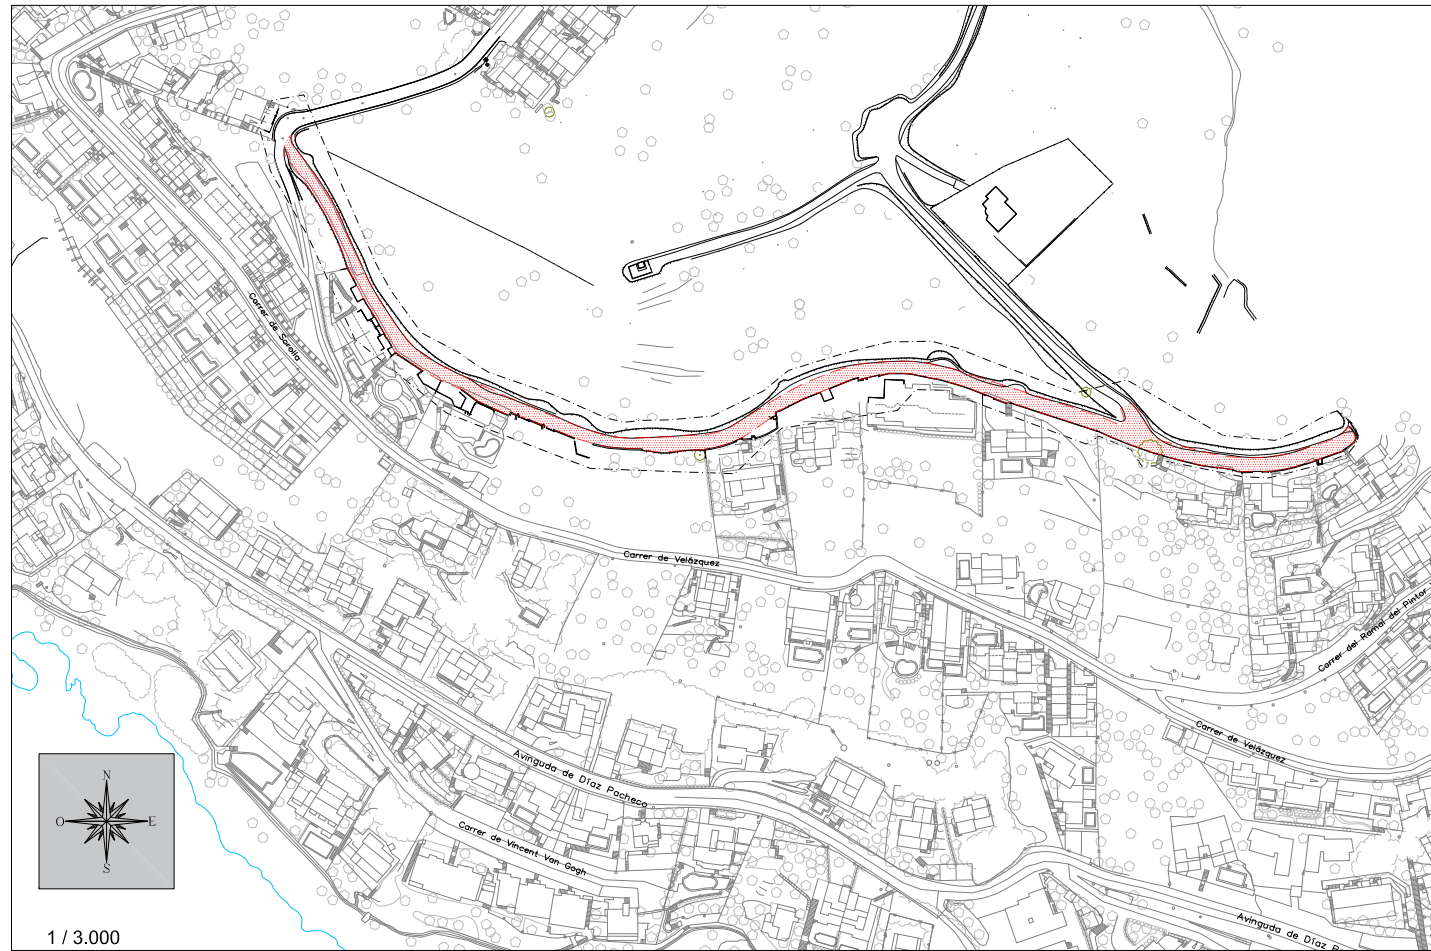 Carrer de Sorolla
Carrer de Velázquez
Carrer del Ramal del Pintor
Carrer de Velázquez
Avinguda de Díaz Pacheco
Carrer de Vincent Van Gogh
Avinguda de Díaz P
N
O E
S
1 / 3.000